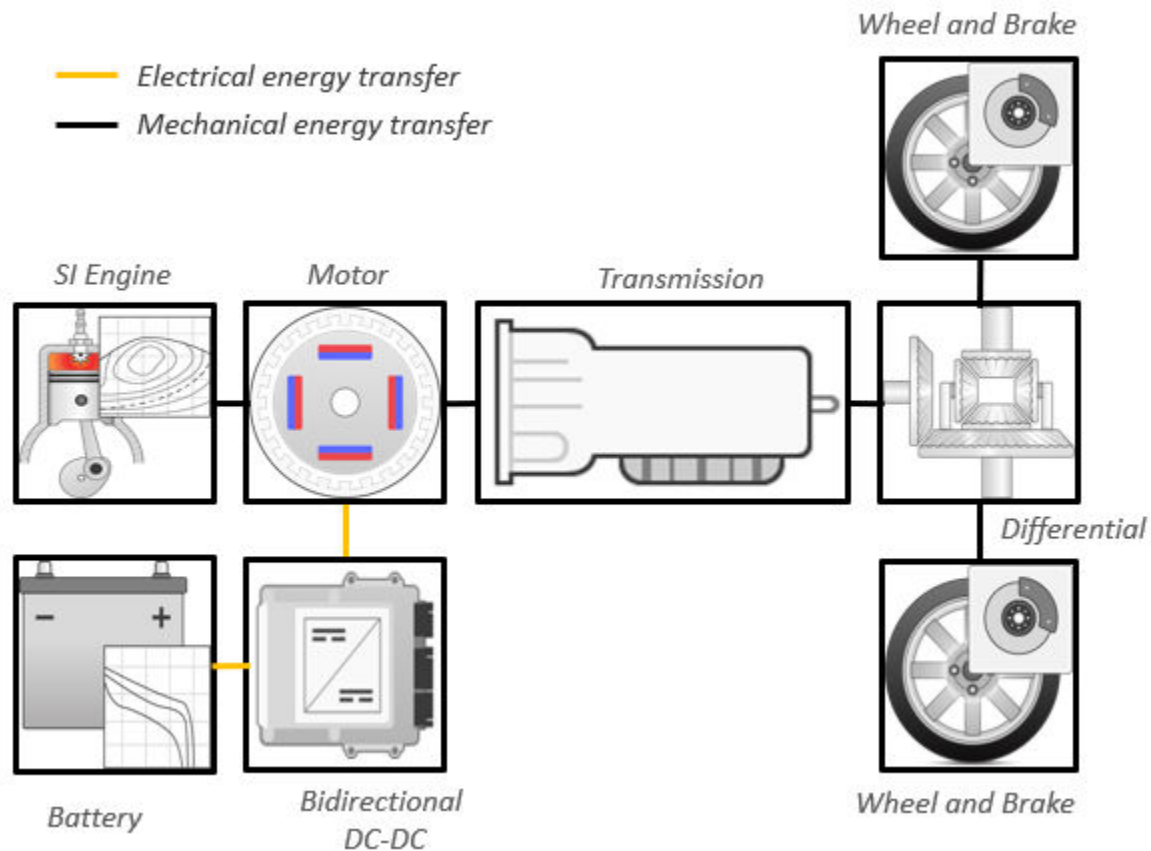 Wheel and Brake
Electrical energy transfer
Mechanical energy transfer
SI Engine
Motor
Transmission
Differential
Battery
Bidirectional
DC-DC
Wheel and Brake